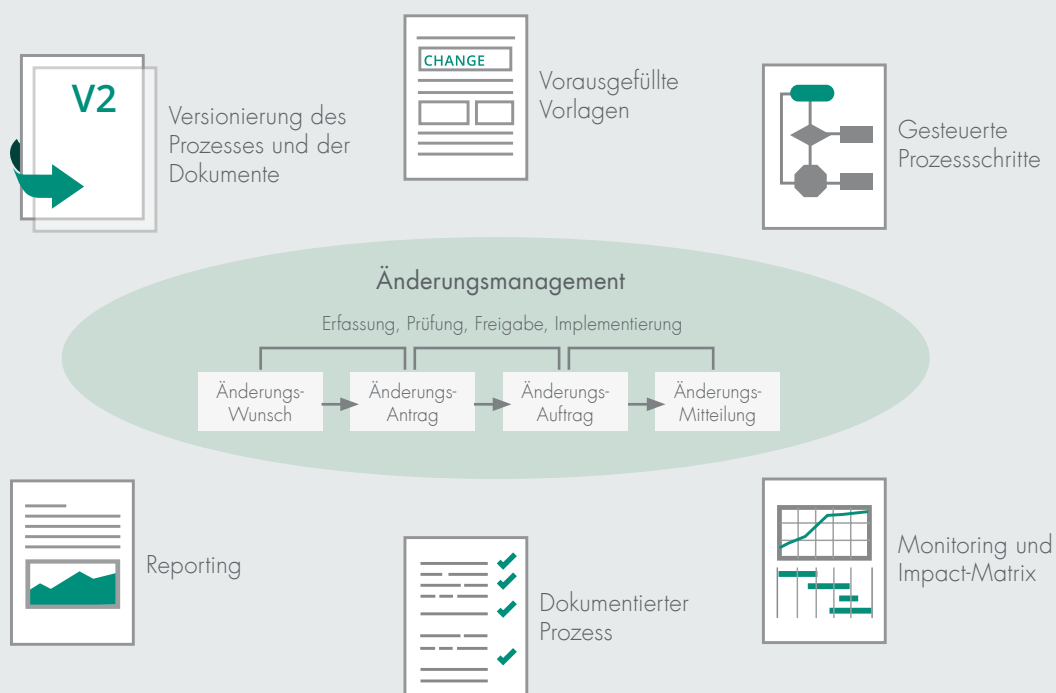 V2
Versionierung des
Prozesses und der
Dokumente
CHANGE
Vorausgefüllte
Vorlagen
Gesteuerte
Prozessschritte
Änderungsmanagement
Erfassung, Prüfung, Freigabe, Implementierung
Änderungs-
Wunsch
Änderungs-
Antrag
Änderungs-
Auftrag
Änderungs-
Mitteilung
Reporting
Dokumentierter
Prozess
Monitoring und
Impact-Matrix